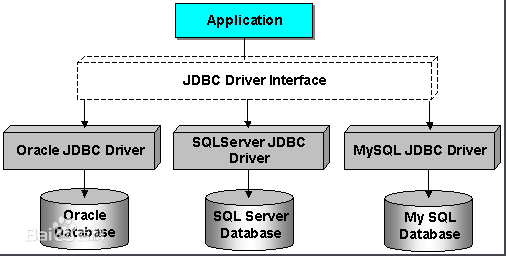 Application
JDBC Driver Interface
Oracle JDBC Driver
SQLServer JDBC
Driver
MySQL JDBC Driver
Oracle
Database
SQL Server
Database
My SQL
Database